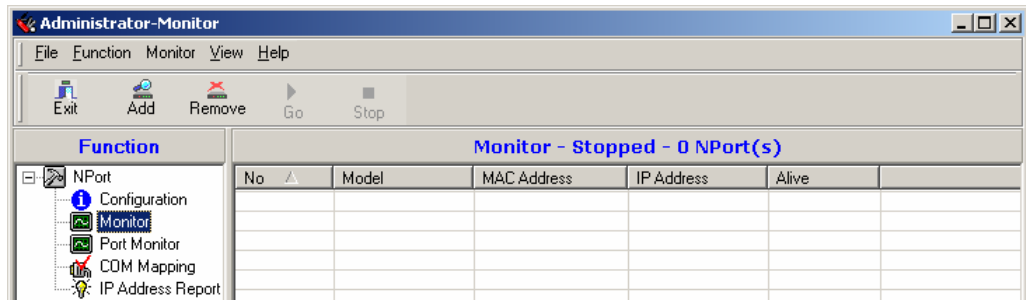 Administrator-Monitor
File Function Monitor View Help
Exit Add Remove Go Stop
Function
Monitor - Stopped - 0 NPort(s)
NPort
Configuration
Monitor
Port Monitor
COM Mapping
IP Address Report
No Model MAC Address IP Address Alive